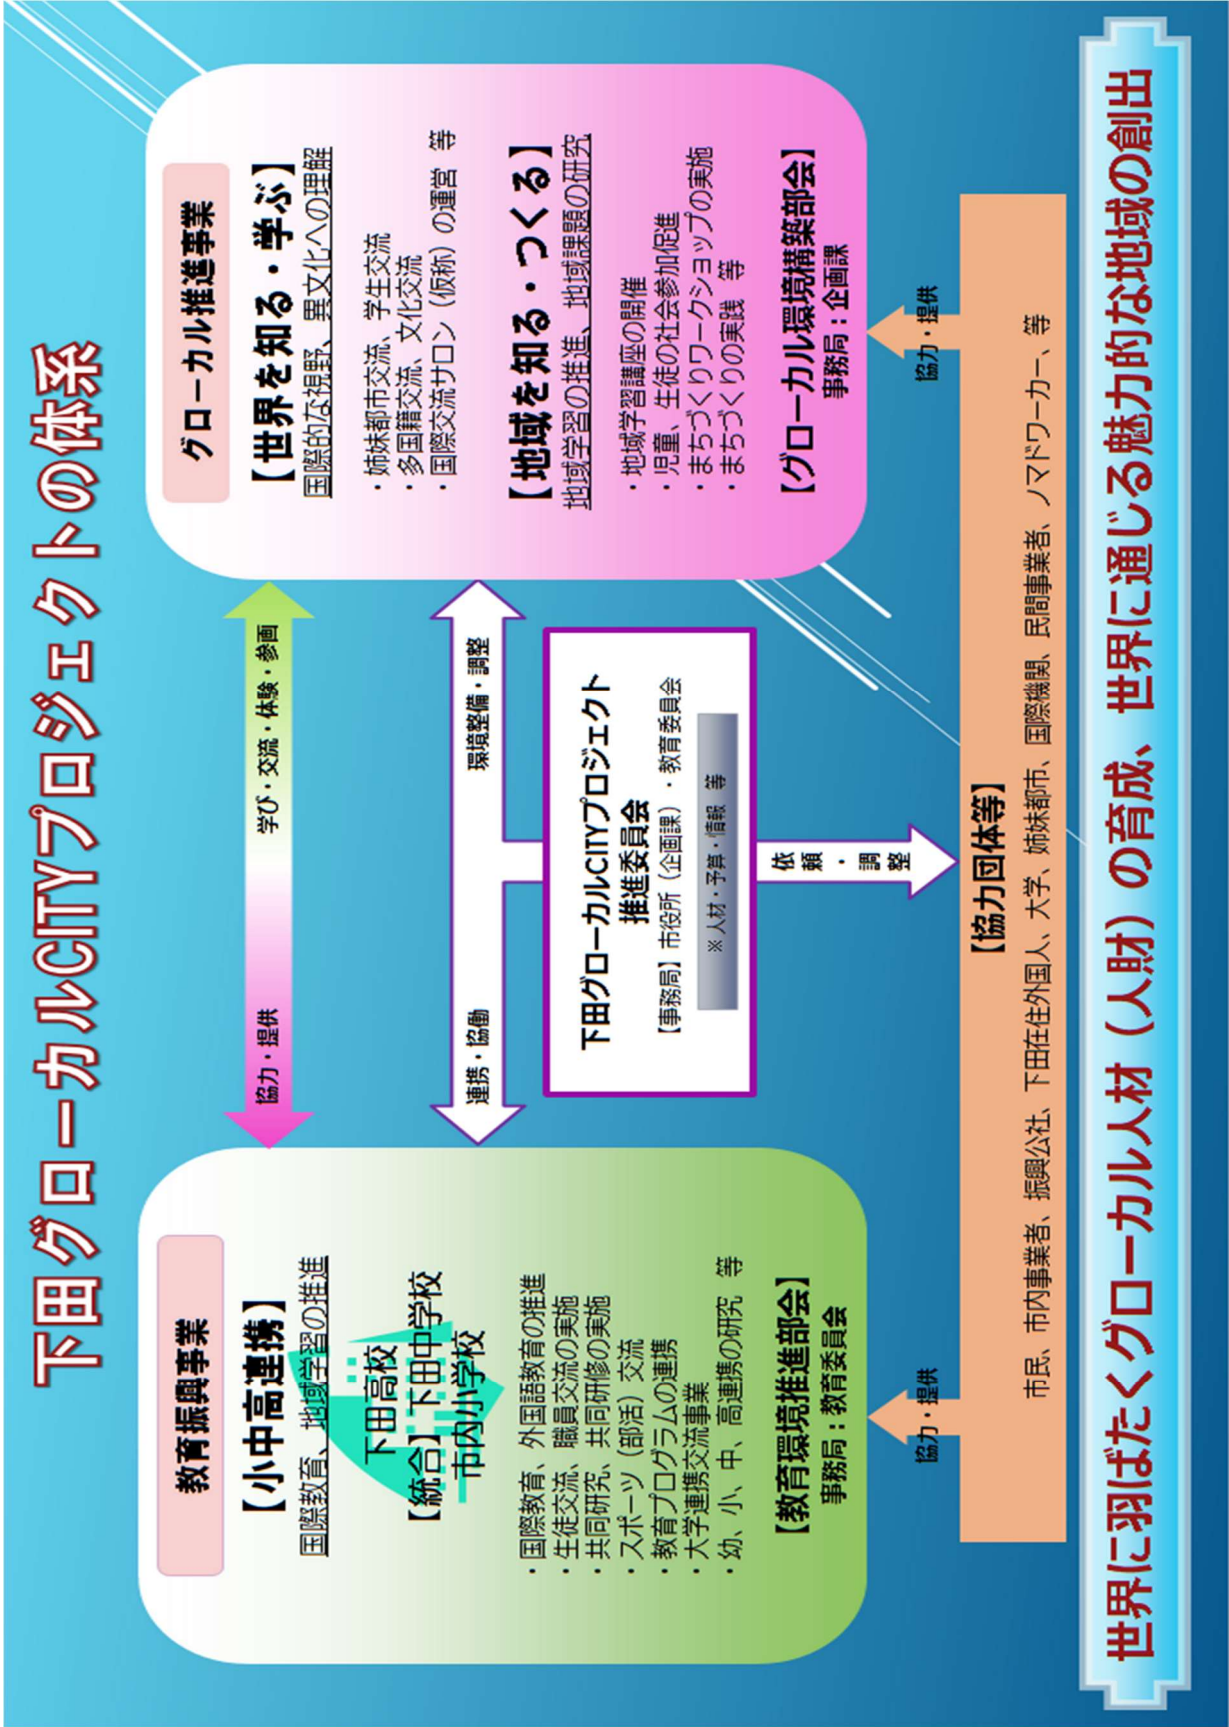 下田グローカルCITYプロジェクトの体系
教育振興事業
【小中高連携】
国際教育、地域学習の推進
下田高校
【統合】下田中学校
市内小学校
・国際教育、外国語教育の推進
・生徒交流、職員交流の実施
・共同研究、共同研修の実施
・スポーツ（部活）交流
・教育プログラムの連携
・大学連携交流事業
・幼、小、中、高連携の研究　等
【教育環境推進部会】
事務局：教育委員会
協力・提供
学び・交流・体験・参画
連携・協働
環境整備・調整
下田グローカルCITYプロジェクト
推進委員会
【事務局】市役所（企画課）・教育委員会
※人材・予算・情報　等
依頼・調整
グローカル推進事業
【世界を知る・学ぶ】
国際的な視野、異文化への理解
・姉妹都市交流、学生交流
・多国籍交流、文化交流
・国際交流サロン（仮称）の運営　等
【地域を知る・つくる】
地域学習の推進、地域課題の研究
・地域学習講座の開催
・児童、生徒の社会参加促進
・まちづくりワークショップの実施
・まちづくりの実践　等
【グローカル環境構築部会】
事務局：企画課
協力・提供
協力・提供
【協力団体等】
市民、市内事業者、振興公社、下田在住外国人、大学、姉妹都市、国際機関、民間事業者、ノマドワーカー、等
世界に羽ばたくグローカル人材（人財）の育成、世界に通じる魅力的な地域の創出